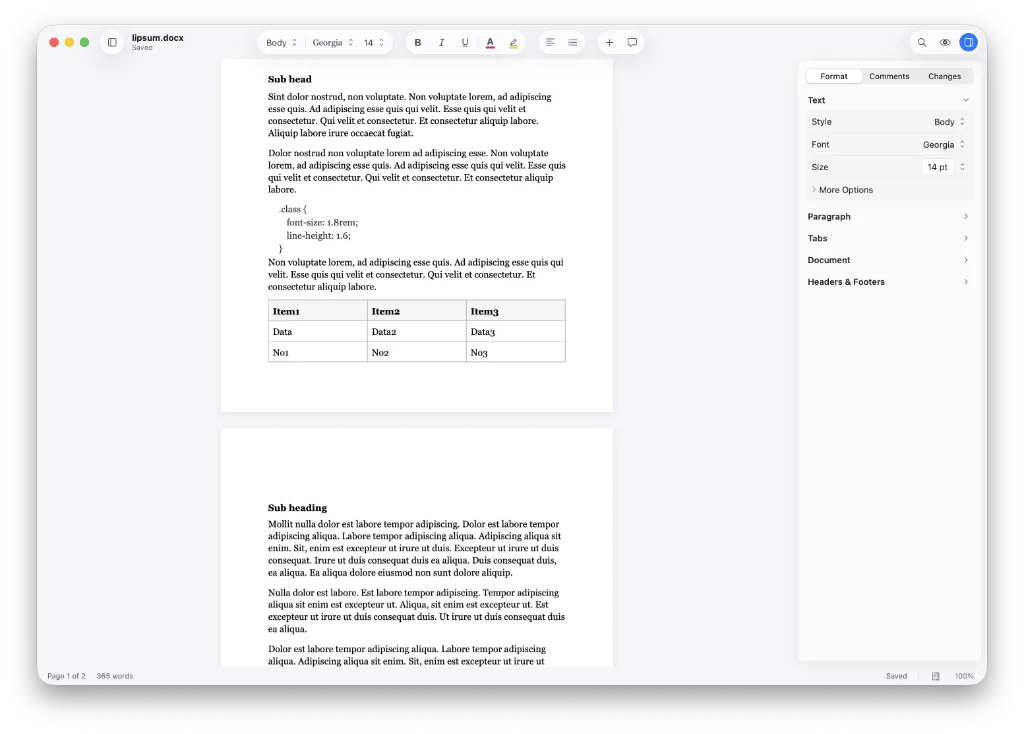 lipsum.docx
Saved
Body
Georgia
14
B
I
U
A
Format
Comments
Changes
Text
Style
Body
Font
Georgia
Size
14 pt
More Options
Paragraph
Tabs
Document
Headers & Footers
Sub head
Sint dolor nostrud, non voluptate. Non voluptate lorem, ad adipiscing
esse quis. Ad adipiscing esse quis qui velit. Esse quis qui velit et
consectetur. Qui velit et consectetur. Et consectetur aliquip labore.
Aliquip labore irure occaecat fugiat.
Dolor nostrud non voluptate lorem ad adipiscing esse. Non voluptate
lorem, ad adipiscing esse quis. Ad adipiscing esse quis qui velit. Esse quis
qui velit et consectetur. Qui velit et consectetur. Et consectetur aliquip
labore.
.class {
font-size: 1.8rem;
line-height: 1.6;
}
Non voluptate lorem, ad adipiscing esse quis. Ad adipiscing esse quis qui
velit. Esse quis qui velit et consectetur. Qui velit et consectetur. Et
consectetur aliquip labore.
Item1 Item2 Item3
Data Data2 Data3
No1 No2 No3
Sub heading
Mollit nulla dolor est labore tempor adipiscing. Dolor est labore tempor
adipiscing aliqua. Labore tempor adipiscing aliqua. Adipiscing aliqua sit
enim. Sit, enim est excepteur ut irure ut duis. Excepteur ut irure ut duis
consequat. Irure ut duis consequat duis ea aliqua. Duis consequat duis,
ea aliqua. Ea aliqua dolore eiusmod non sunt dolore aliquip.
Nulla dolor est labore. Est labore tempor adipiscing. Tempor adipiscing
aliqua sit enim est excepteur ut. Aliqua, sit enim est excepteur ut. Est
excepteur ut irure ut duis consequat duis. Ut irure ut duis consequat duis
ea aliqua.
Dolor est labore tempor adipiscing aliqua. Labore tempor adipiscing
aliqua. Adipiscing aliqua sit enim. Sit, enim est excepteur ut irure ut
Page 1 of 2
365 words
Saved
100%